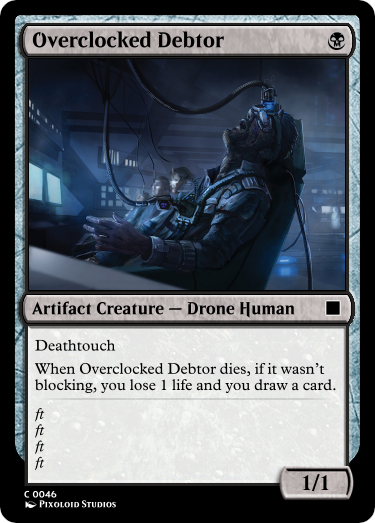 Overclocked Debtor
Artifact Creature — Drone Human
Deathtouch
When Overclocked Debtor dies, if it wasn't
blocking, you lose 1 life and you draw a card.
ft
ft
ft
ft
1/1
C 0046
Pixoloid Studios